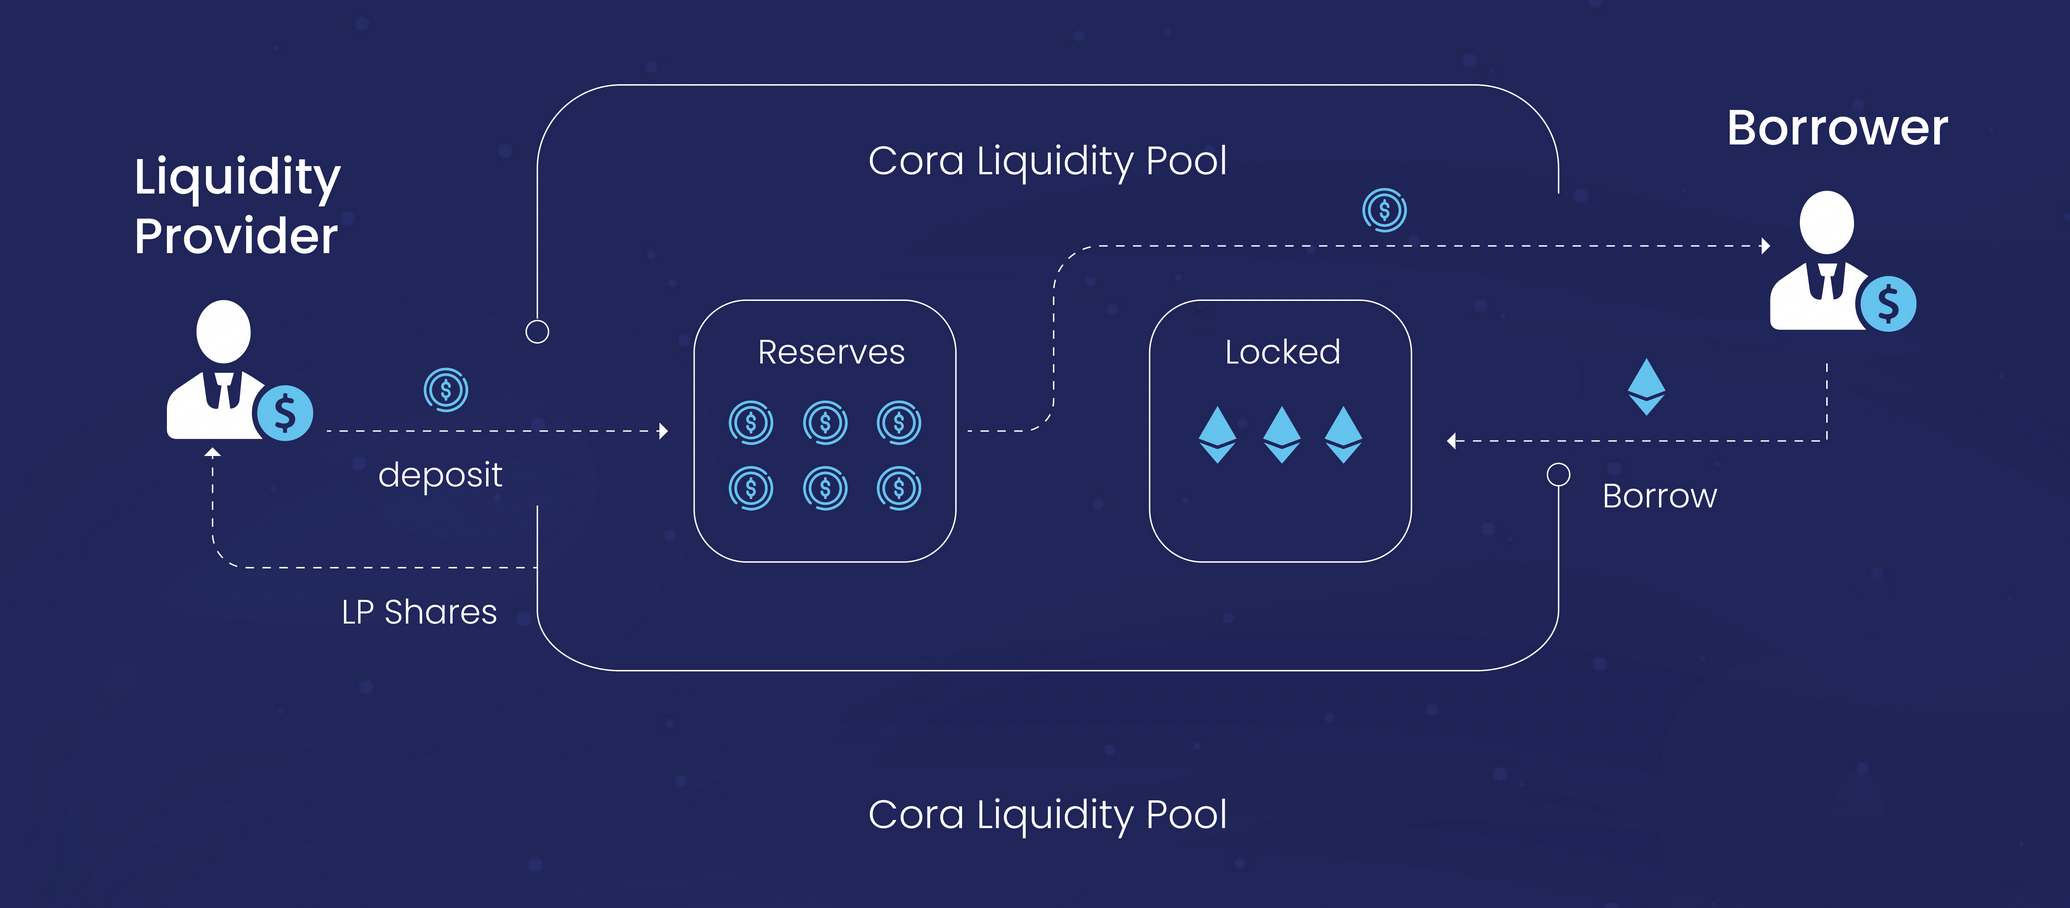 Liquidity
Provider
deposit
LP Shares
Cora Liquidity Pool
Reserves
Locked
Borrower
Borrow
Cora Liquidity Pool